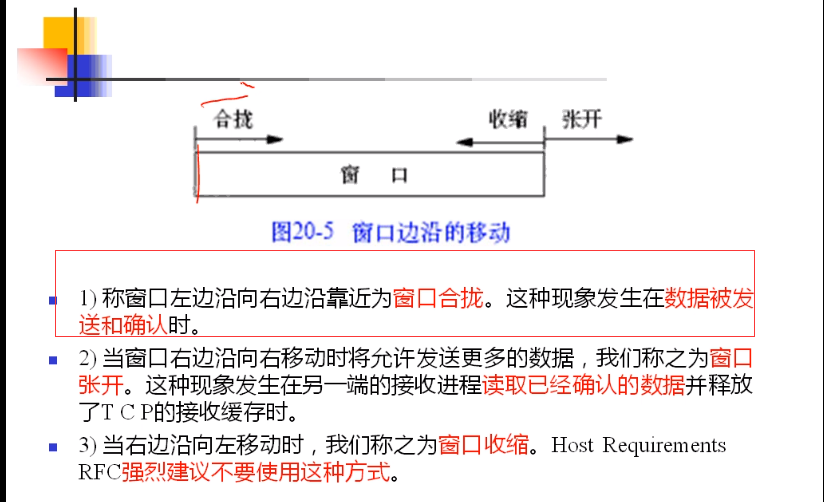 合拢 收缩 张开
窗 口
图20-5 窗口边沿的移动
1) 称窗口左边沿向右边沿靠近为窗口合拢。这种现象发生在数据被发
送和确认时。
2) 当窗口右边沿向右移动时将允许发送更多的数据，我们称之为窗口
张开。这种现象发生在另一端的接收进程读取已经确认的数据并释放
了T C P的接收缓存时。
3) 当右边沿向左移动时，我们称之为窗口收缩。Host Requirements
RFC强烈建议不要使用这种方式。